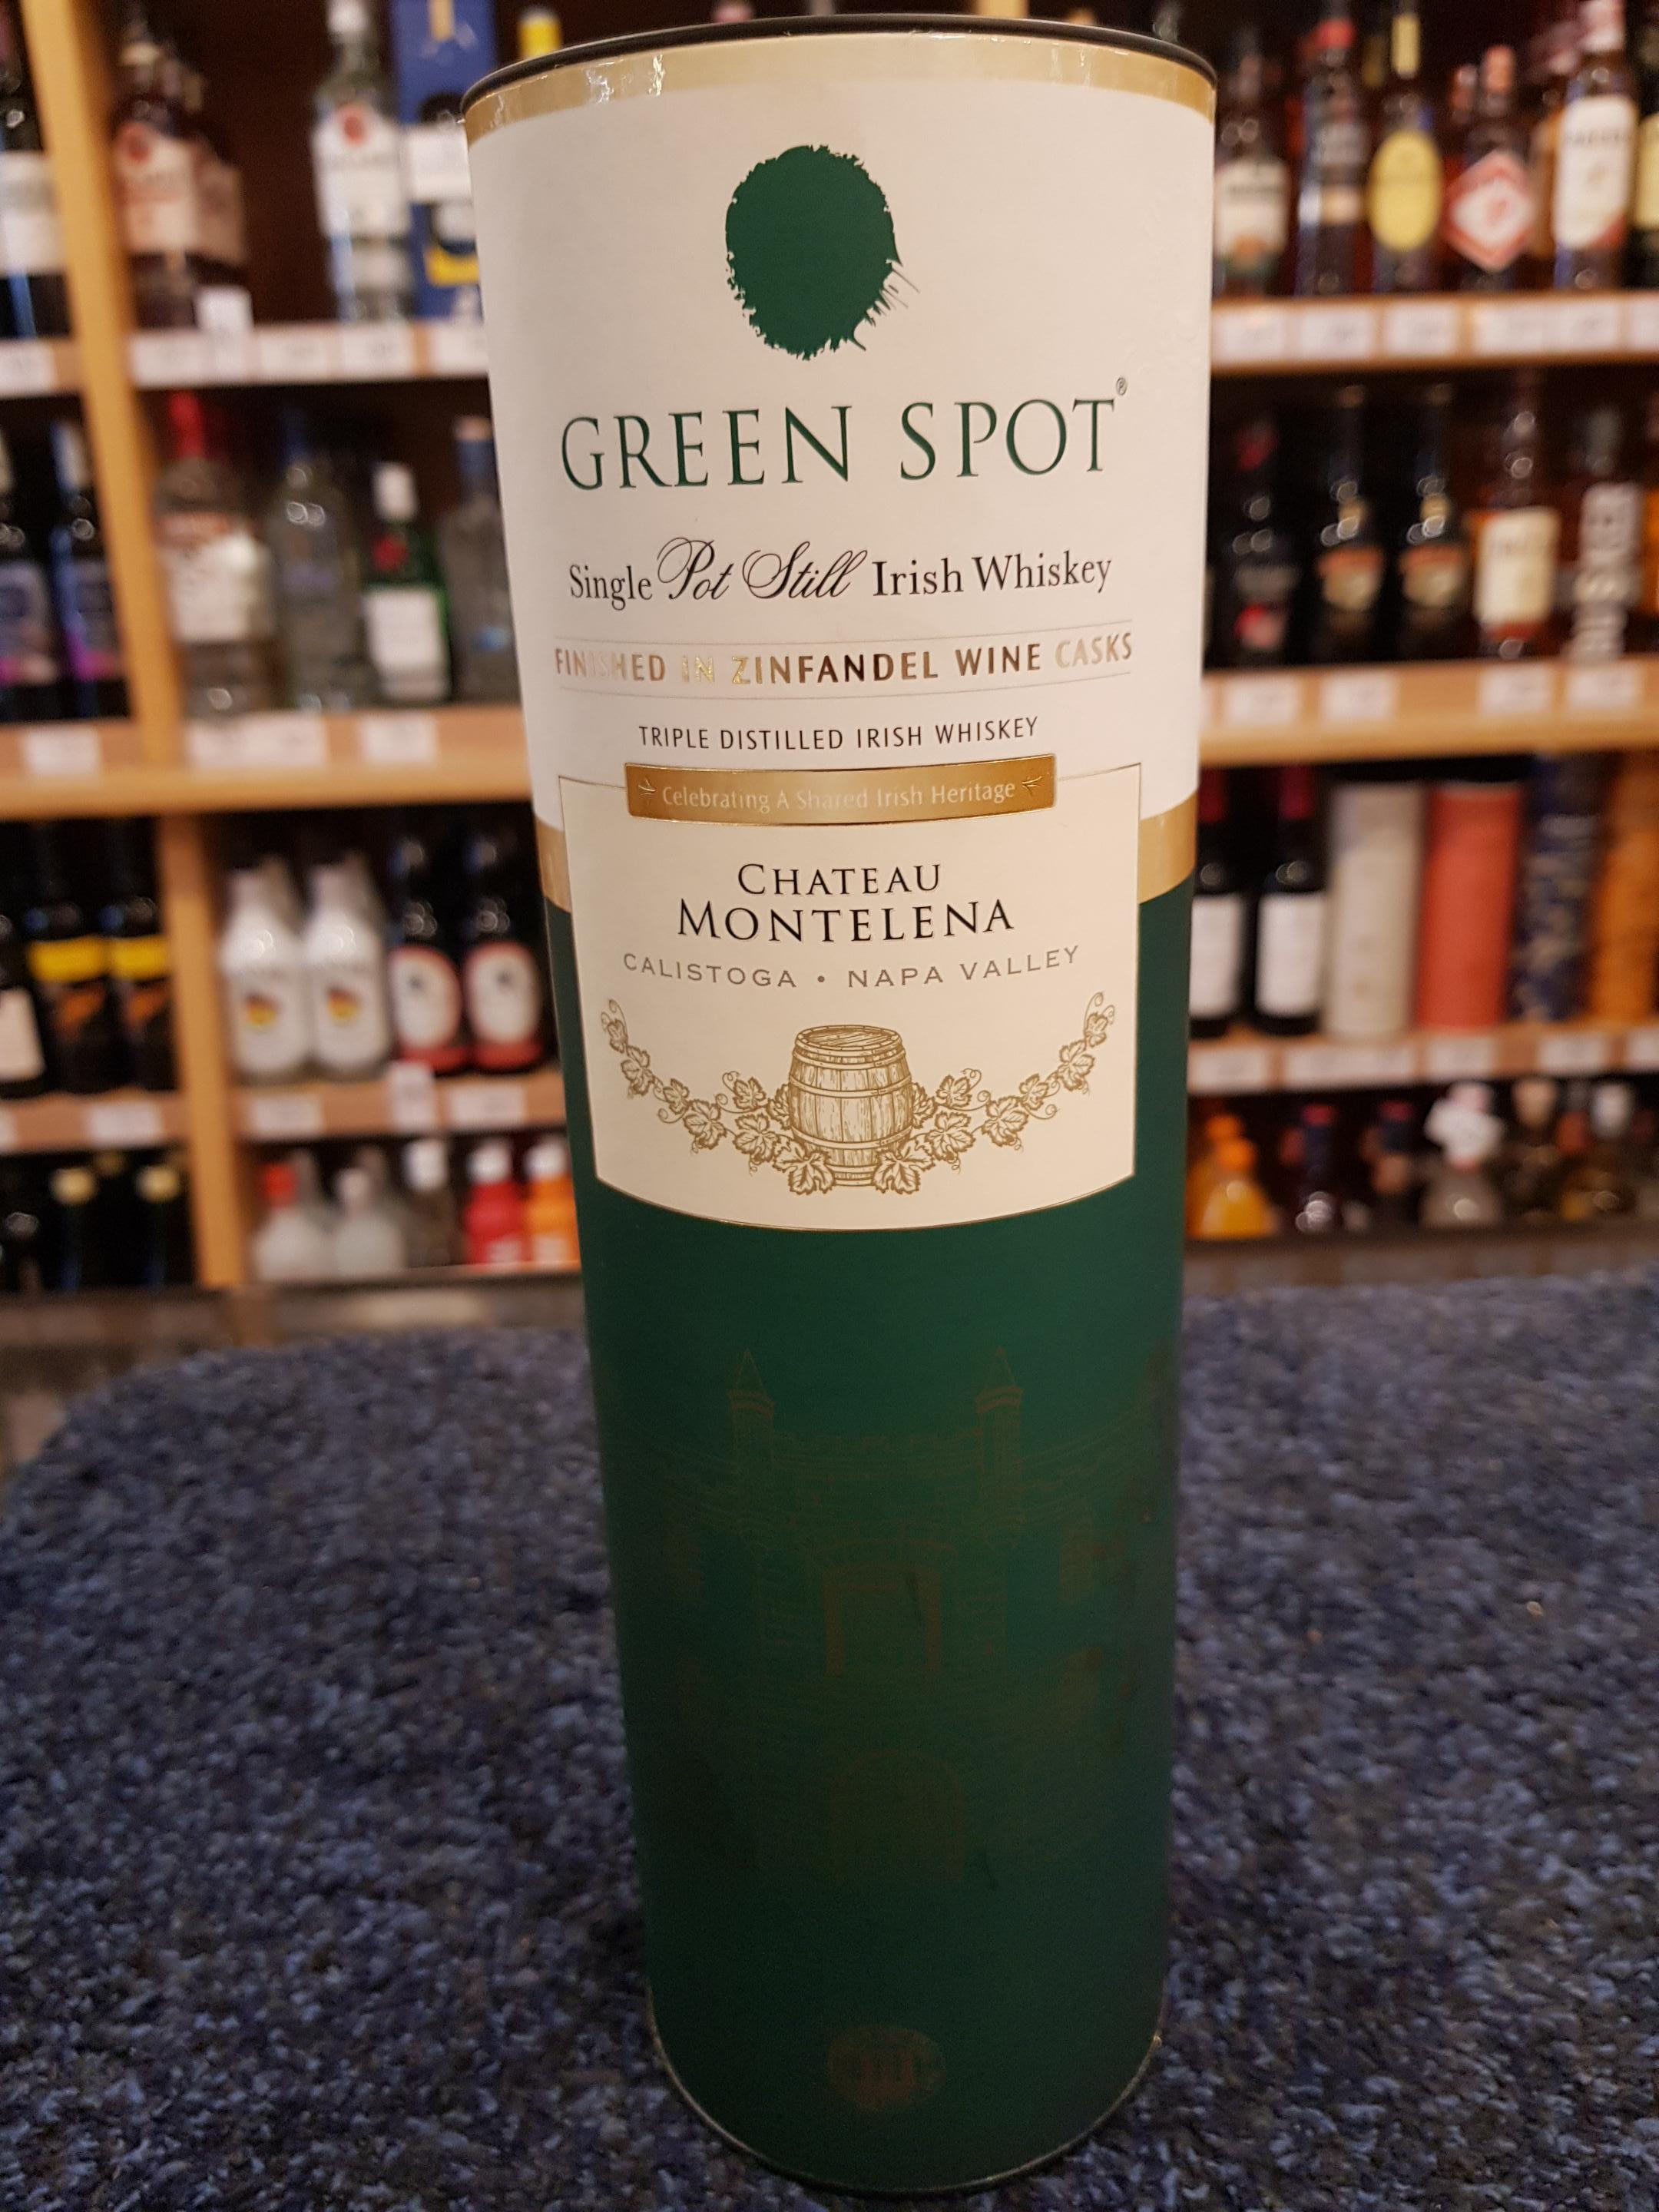 GREEN SPOT®
Single Pot Still Irish Whiskey
FINISHED IN ZINFANDEL WINE CASKS
TRIPLE DISTILLED IRISH WHISKEY
Celebrating A Shared Irish Heritage
CHATEAU
MONTELENA
CALISTOGA • NAPA VALLEY